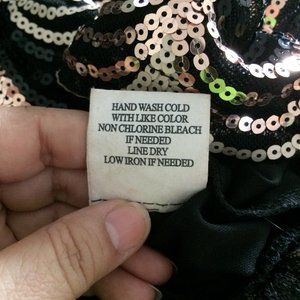 HAND WASH COLD
WITH LIKE COLOR
NON CHLORINE BLEACH
IF NEEDED
LINE DRY
LOW IRON IF NEEDED